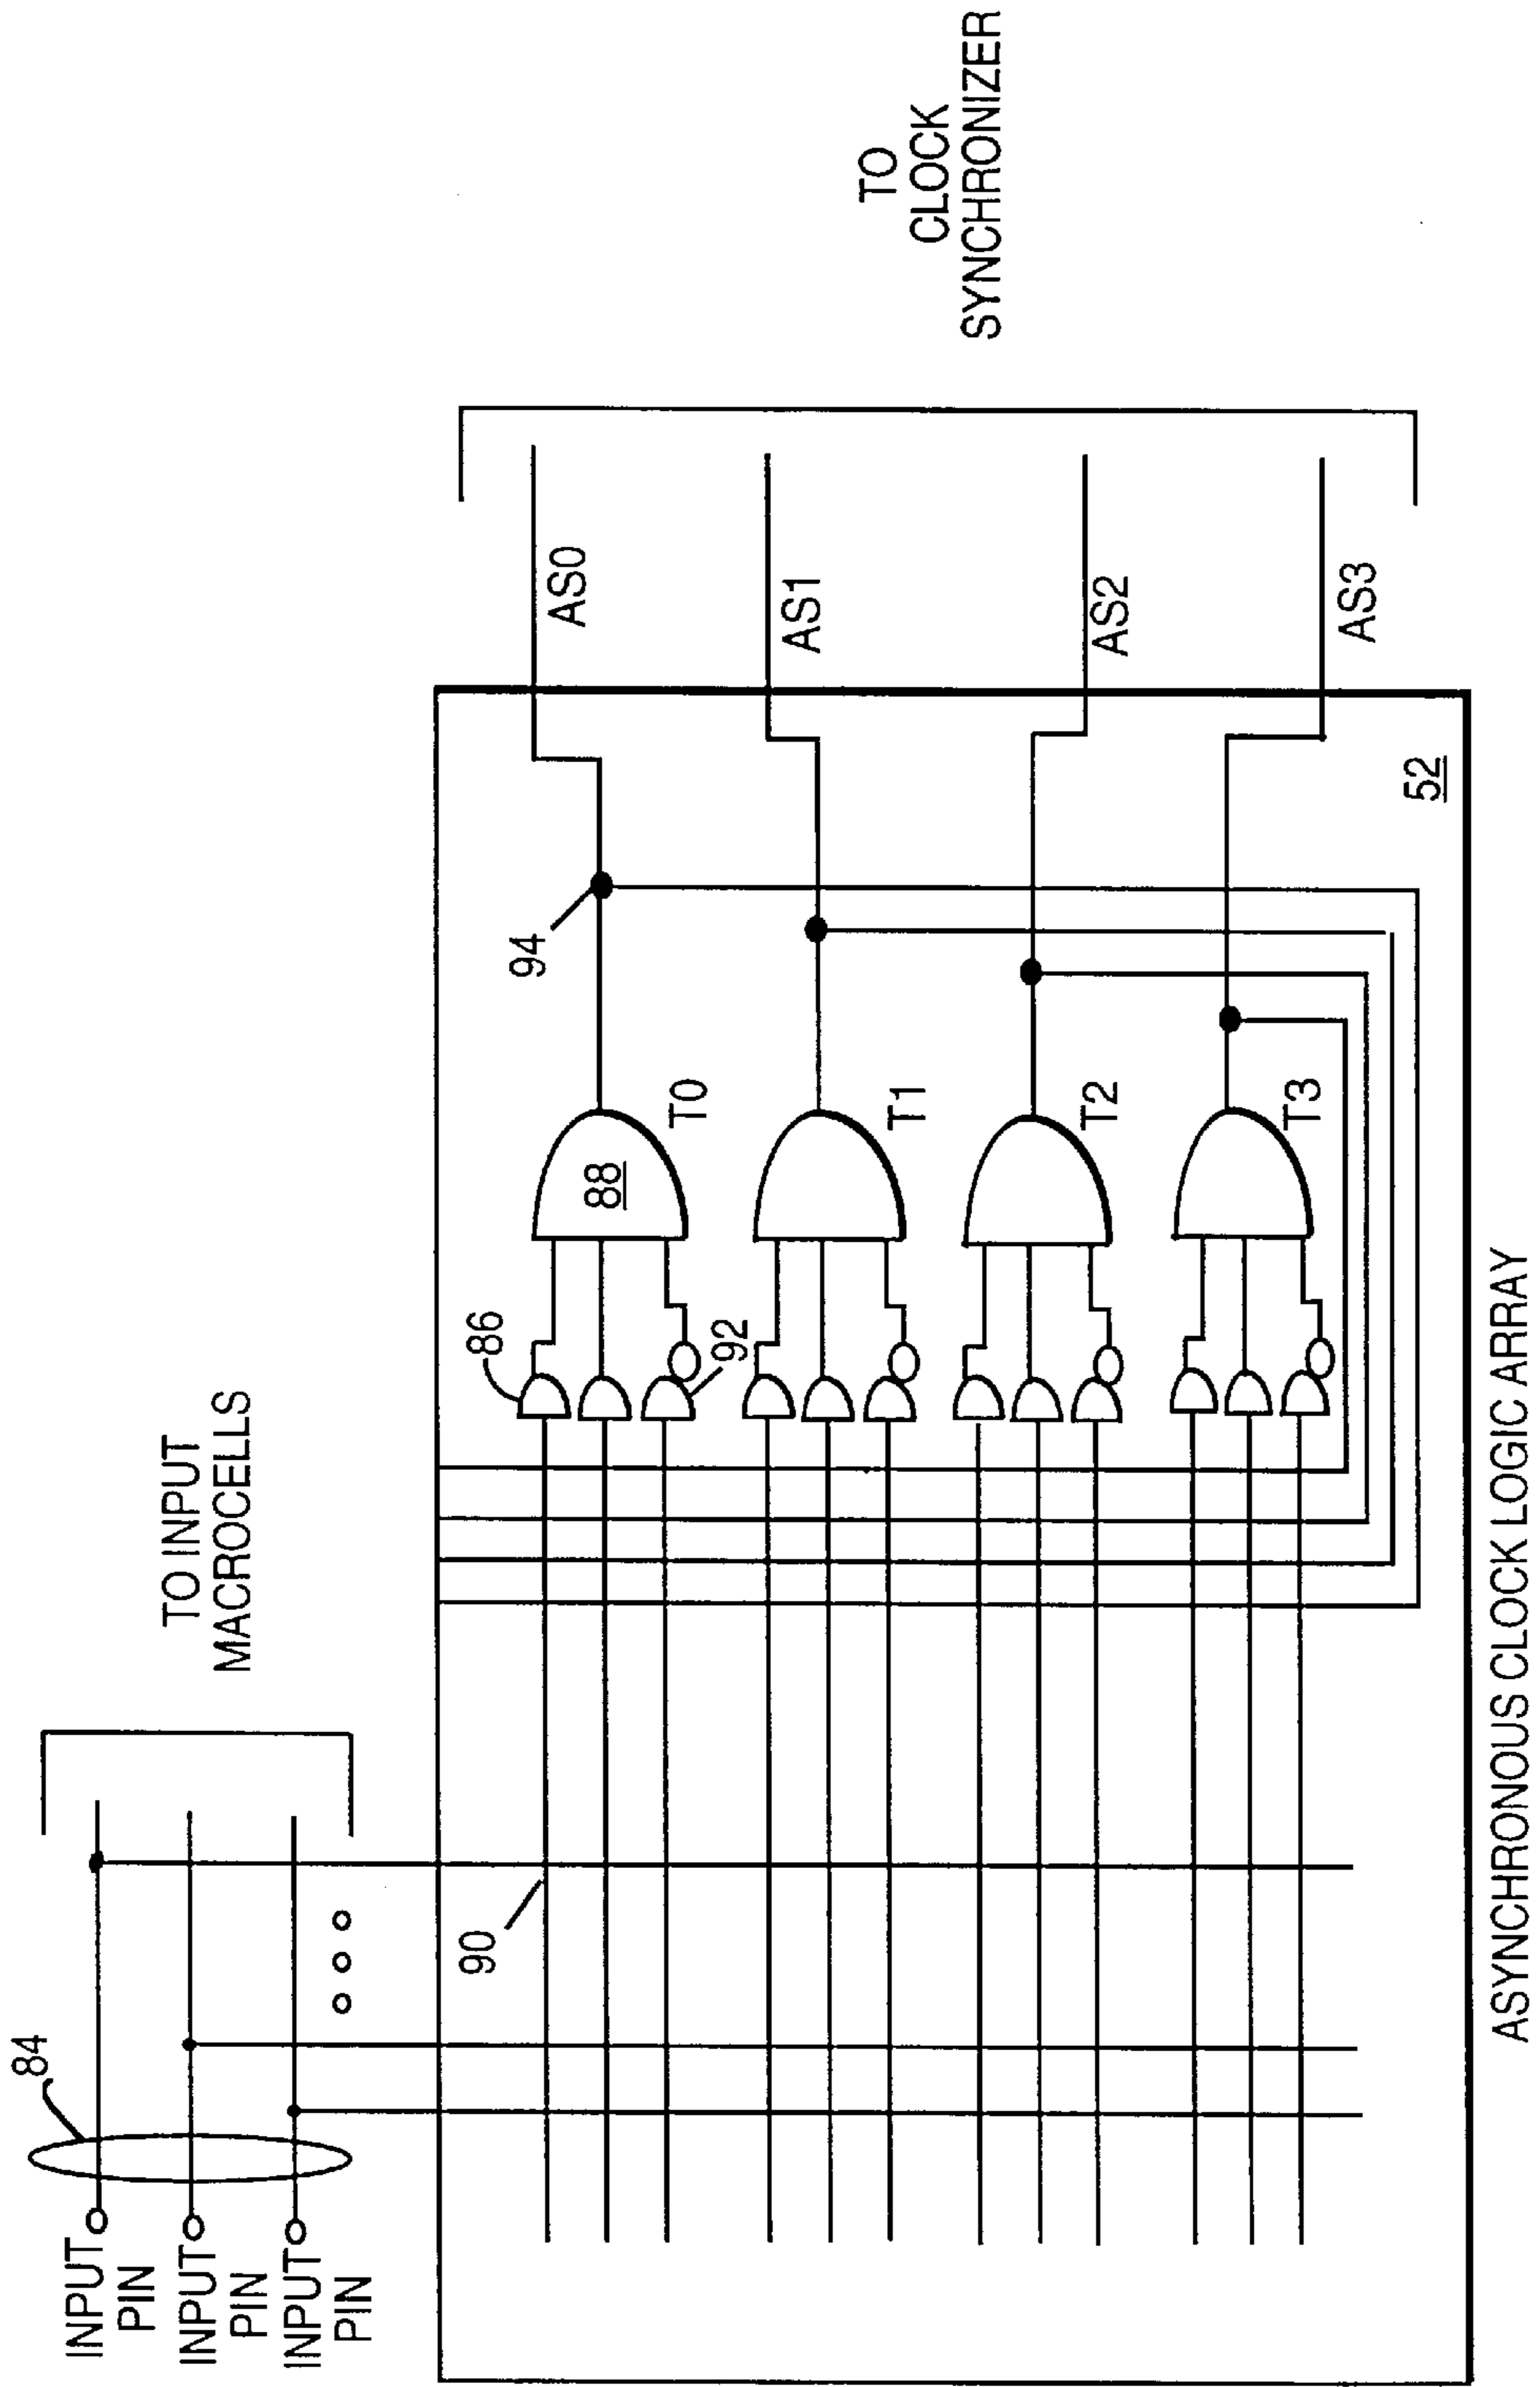 84
INPUT
PIN
INPUT
PIN
INPUT
PIN
TO INPUT
MACROCELLS
90
86
92
88
94
T0
T1
T2
T3
AS0
AS1
AS2
AS3
TO
CLOCK
SYNCHRONIZER
52
ASYNCHRONOUS CLOCK LOGIC ARRAY